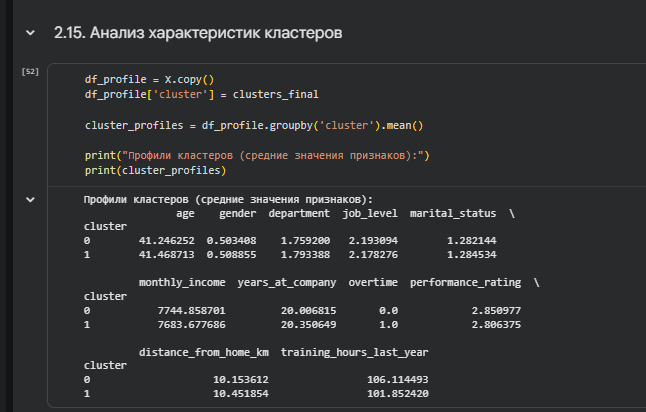 2.15. Анализ характеристик кластеров
[52]
df_profile = X.copy()
df_profile['cluster'] = clusters_final
cluster_profiles = df_profile.groupby('cluster').mean()
print("Профили кластеров (средние значения признаков):")
print(cluster_profiles)
Профили кластеров (средние значения признаков):
age gender department job_level marital_status \
cluster
0 41.246252 0.503408 1.759200 2.193094 1.282144
1 41.468713 0.508855 1.793388 2.178276 1.284534
monthly_income years_at_company overtime performance_rating \
cluster
0 7744.858701 20.006815 0.0 2.850977
1 7683.677686 20.350649 1.0 2.806375
distance_from_home_km training_hours_last_year
cluster
0 10.153612 106.114493
1 10.451854 101.852420